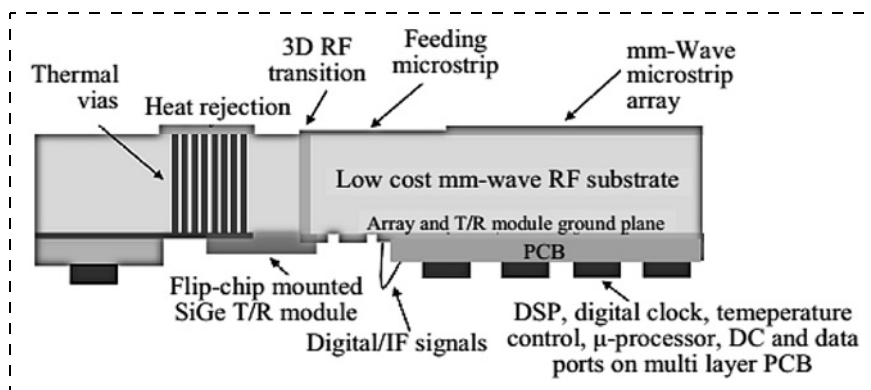 3D RF
transition
Feeding
microstrip
mm-Wave
microstrip
array
Thermal
vias
Heat rejection
Low cost mm-wave RF substrate
Array and T/R module ground plane
PCB
Flip-chip mounted
SiGe T/R module
Digital/IF signals
DSP, digital clock, temeperature
control, μ-processor, DC and data
ports on multi layer PCB